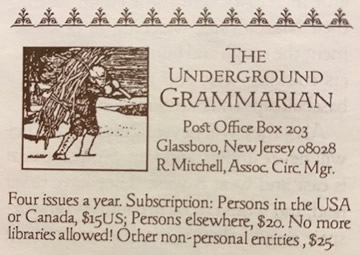 THE
UNDERGROUND
GRAMMARIAN
Post Office Box 203
Glassboro, New Jersey 08028
R. Mitchell, Assoc. Circ. Mgr.
Four issues a year. Subscription: Persons in the USA
or Canada, $15US; Persons elsewhere, $20. No more
libraries allowed! Other non-personal entities, $25.